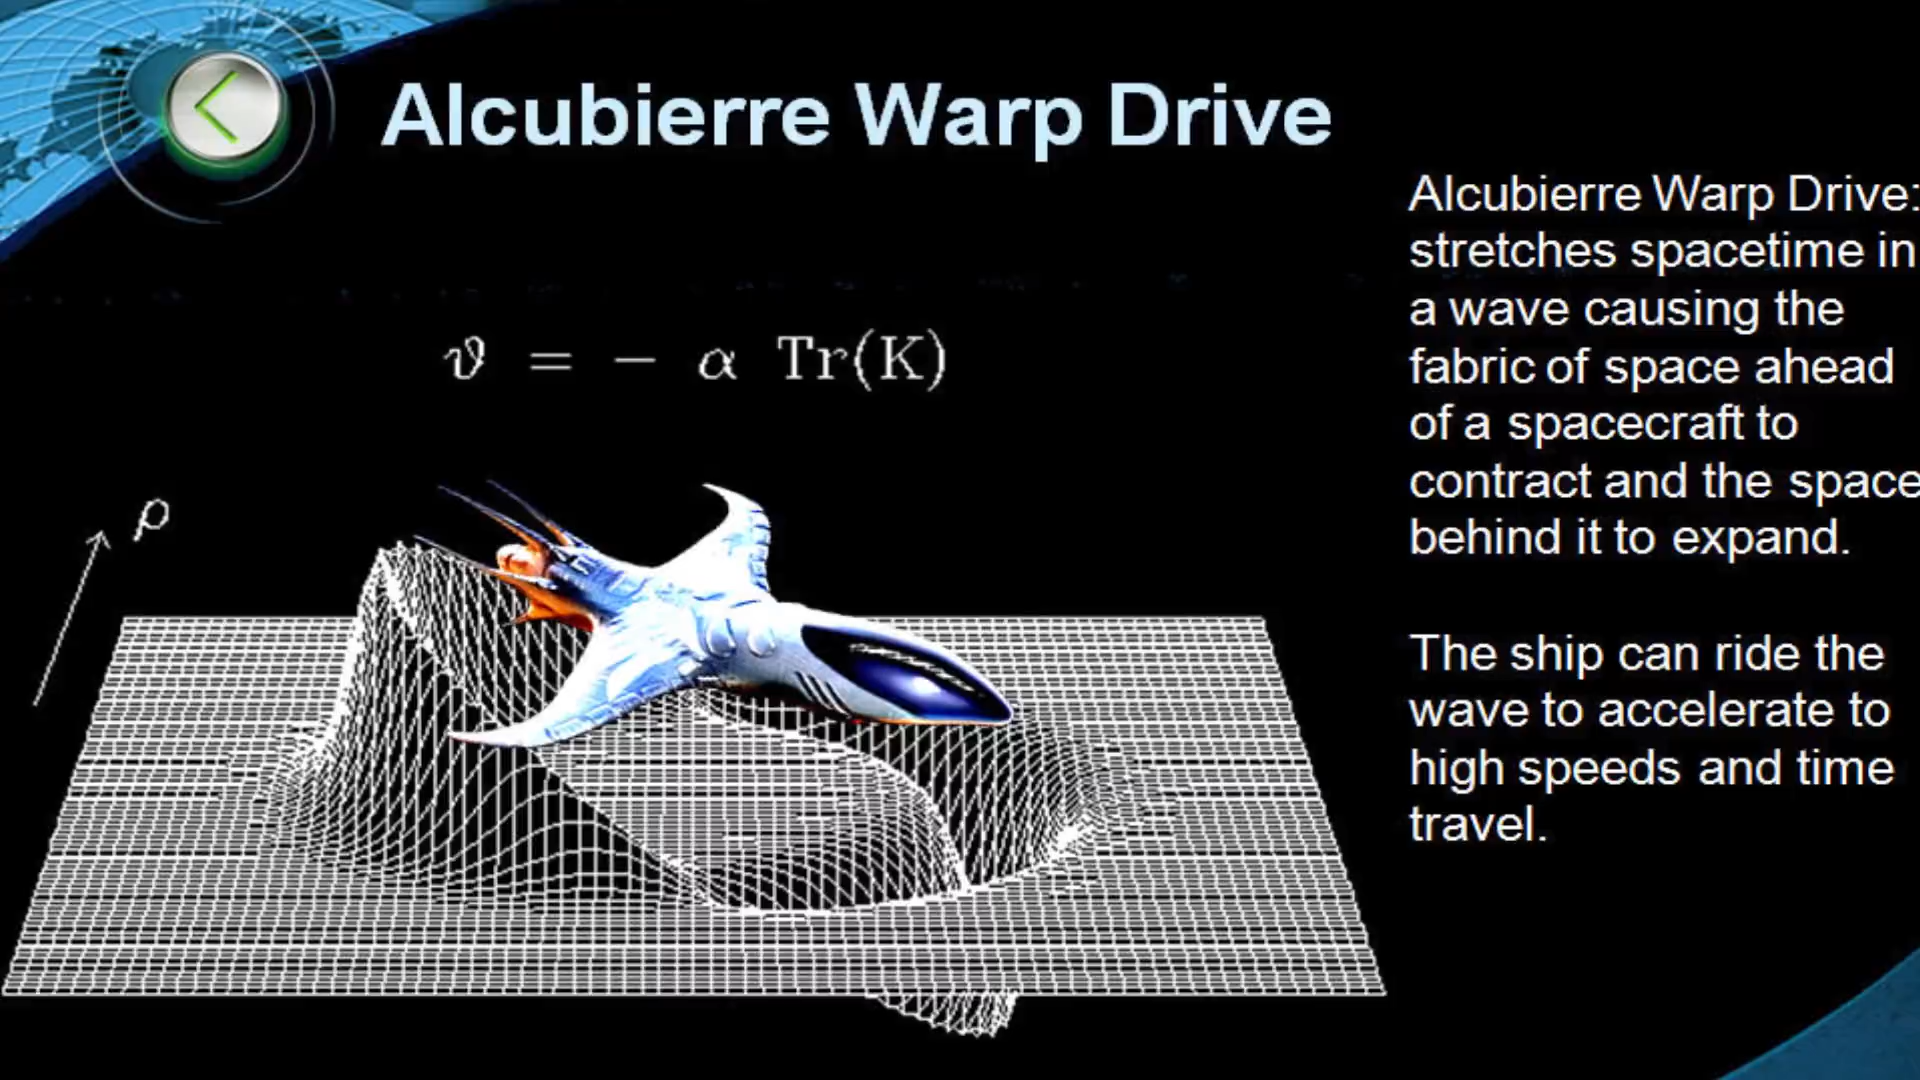 Alcubierre Warp Drive
Alcubierre Warp Drive:
stretches spacetime in
a wave causing the
fabric of space ahead
of a spacecraft to
contract and the space
behind it to expand.
The ship can ride the
wave to accelerate to
high speeds and time
travel.
ϑ = − α Tr(K)
ρ